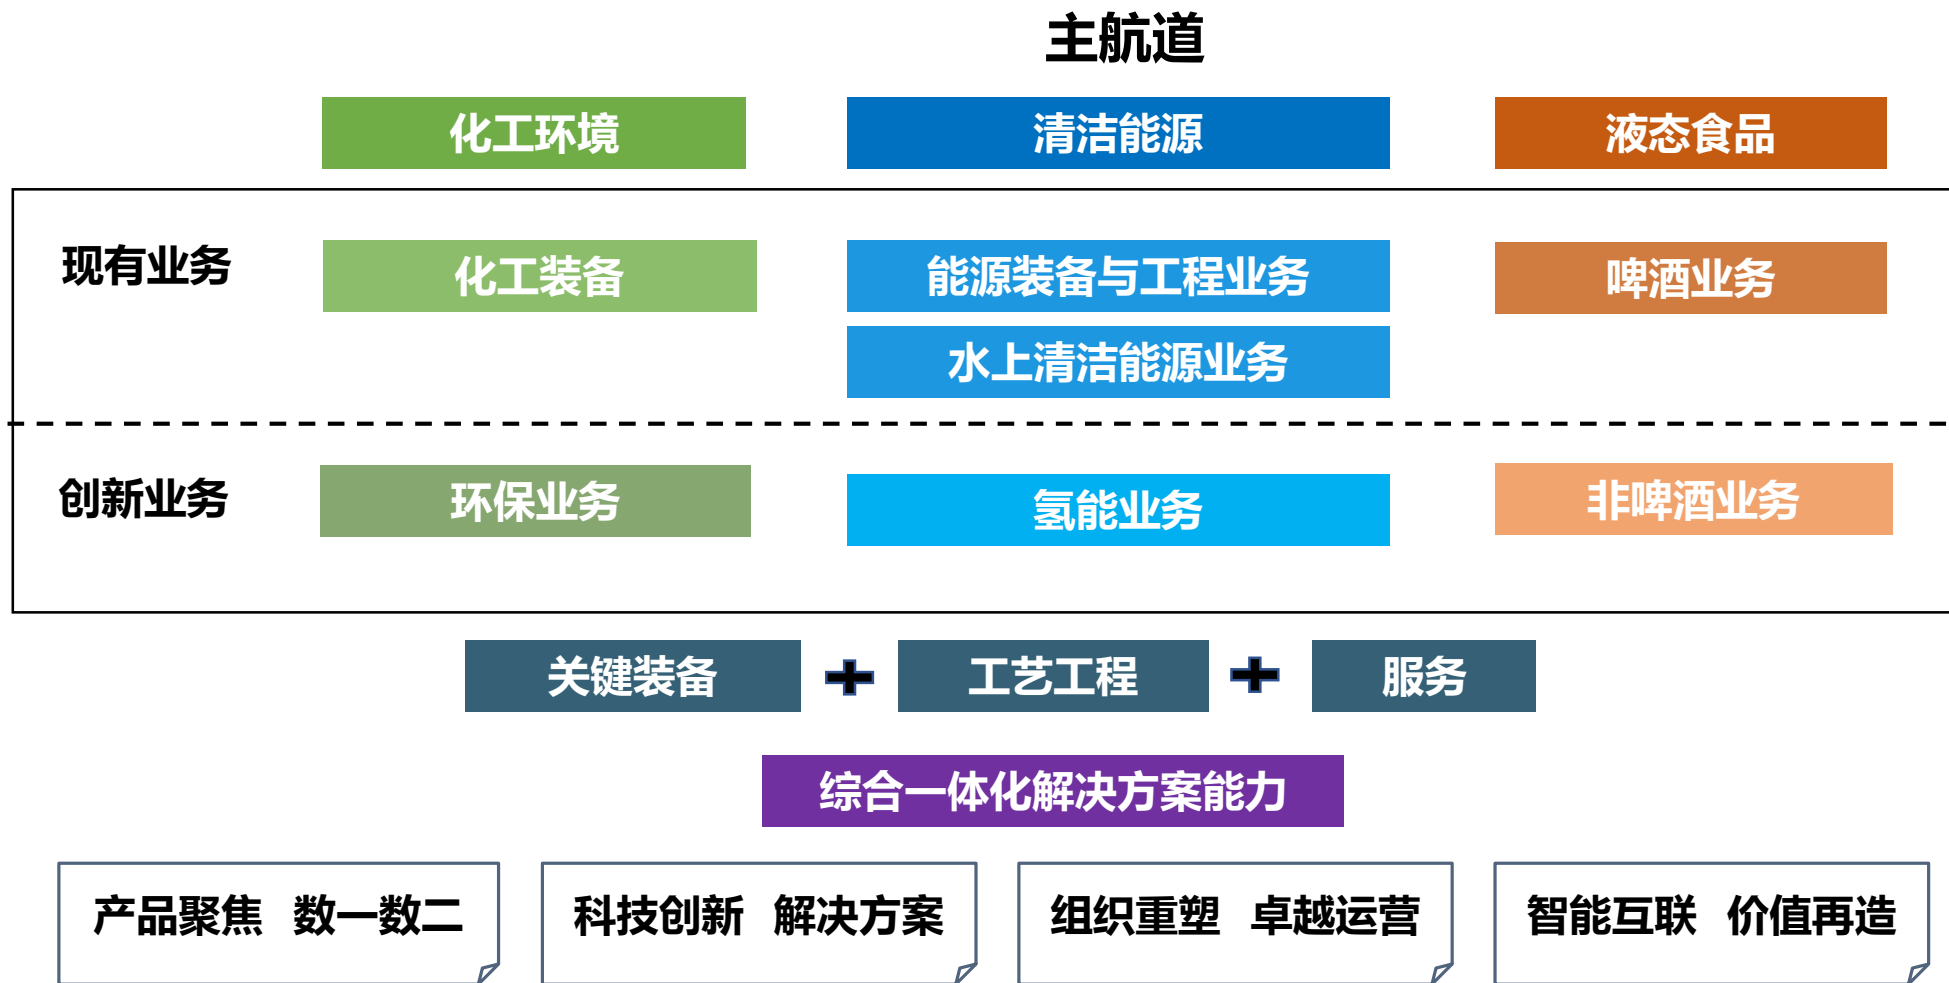 主航道
化工环境 清洁能源 液态食品
现有业务 化工装备 能源装备与工程业务 啤酒业务
水上清洁能源业务
创新业务 环保业务 氢能业务 非啤酒业务
关键装备 + 工艺工程 + 服务
综合一体化解决方案能力
产品聚焦 数一数二 科技创新 解决方案 组织重塑 卓越运营 智能互联 价值再造